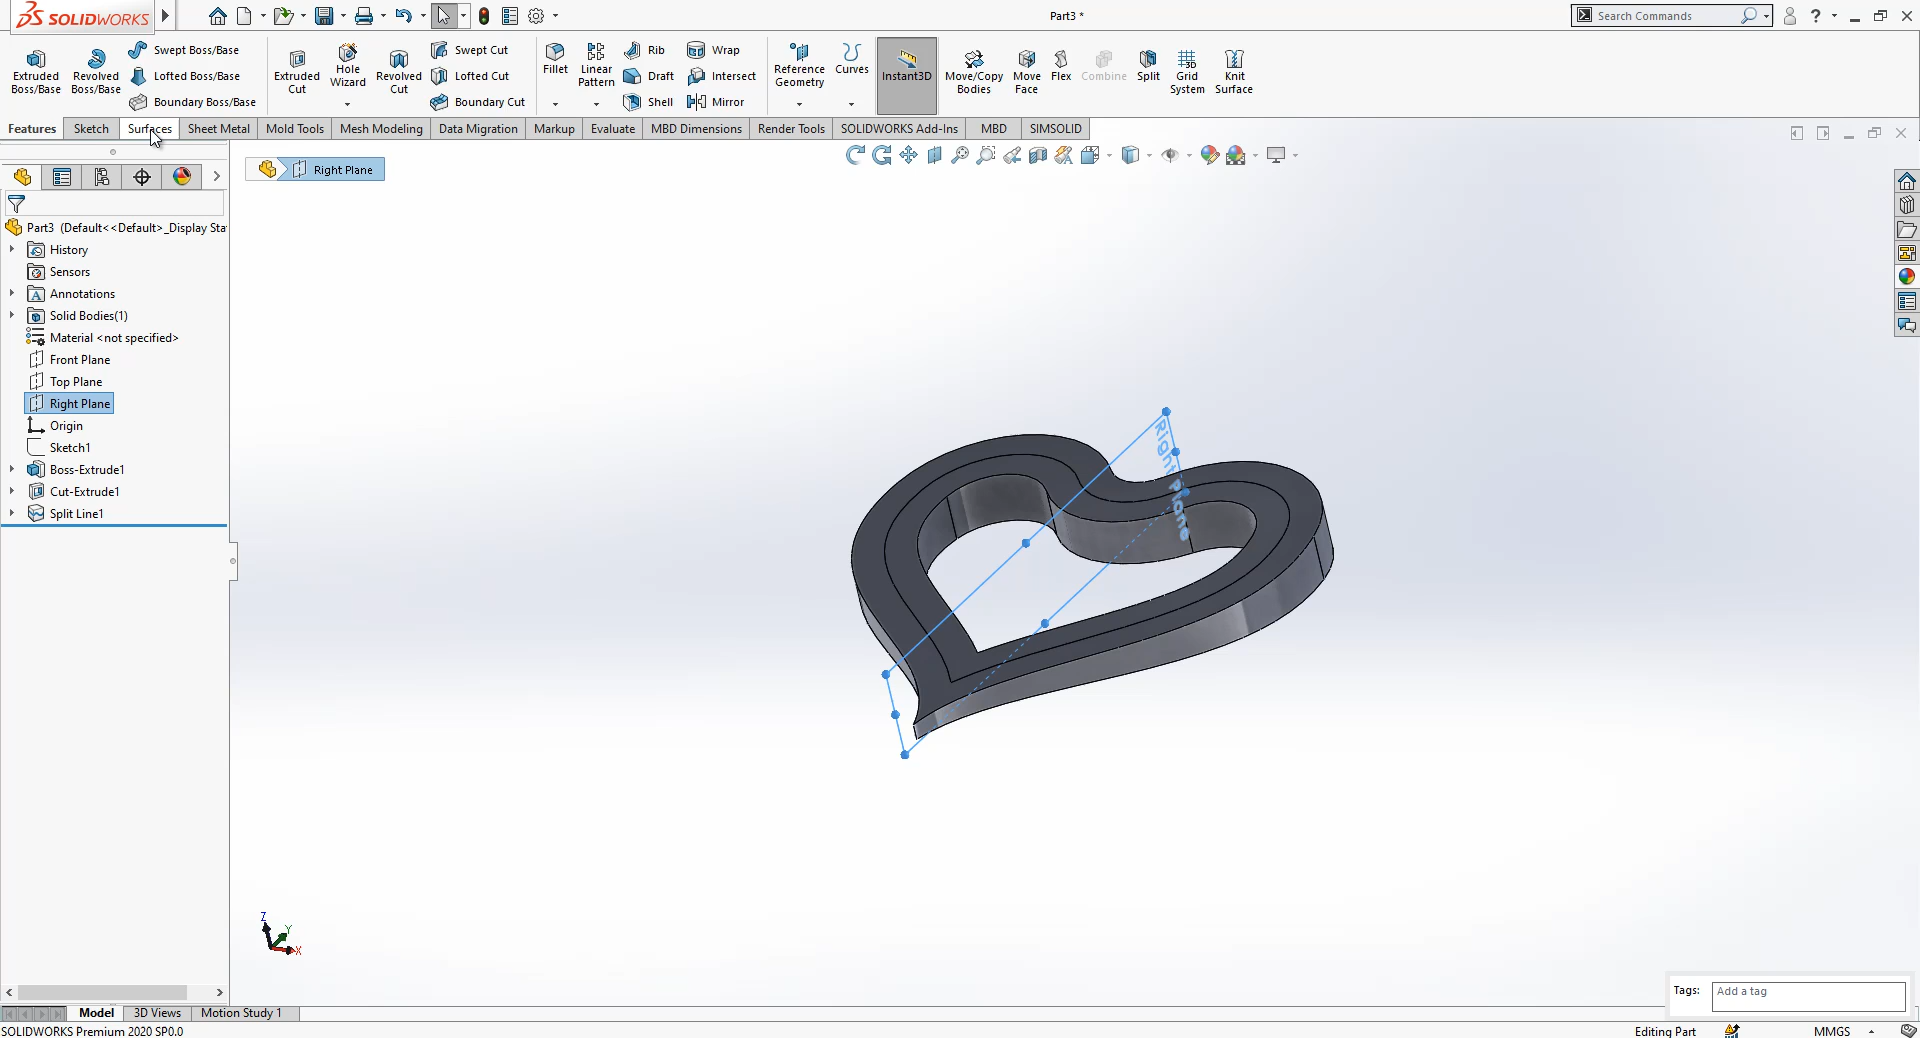 SOLIDWORKS
Part3 *
Search Commands
Extruded Boss/Base
Revolved Boss/Base
Swept Boss/Base
Lofted Boss/Base
Boundary Boss/Base
Extruded Cut
Hole Wizard
Revolved Cut
Swept Cut
Lofted Cut
Boundary Cut
Fillet
Linear Pattern
Rib
Draft
Shell
Wrap
Intersect
Mirror
Reference Geometry
Curves
Instant3D
Move/Copy Bodies
Move Face
Flex
Combine
Split
Grid System
Knit Surface
Features
Sketch
Surfaces
Sheet Metal
Mold Tools
Mesh Modeling
Data Migration
Markup
Evaluate
MBD Dimensions
Render Tools
SOLIDWORKS Add-Ins
MBD
SIMSOLID
Right Plane
Part3 (Default<<Default>_Display Sta
History
Sensors
Annotations
Solid Bodies(1)
Material <not specified>
Front Plane
Top Plane
Right Plane
Origin
Sketch1
Boss-Extrude1
Cut-Extrude1
Split Line1
Right Plane
Z
Y
X
Tags:
Add a tag
Model
3D Views
Motion Study 1
SOLIDWORKS Premium 2020 SP0.0
Editing Part
MMGS